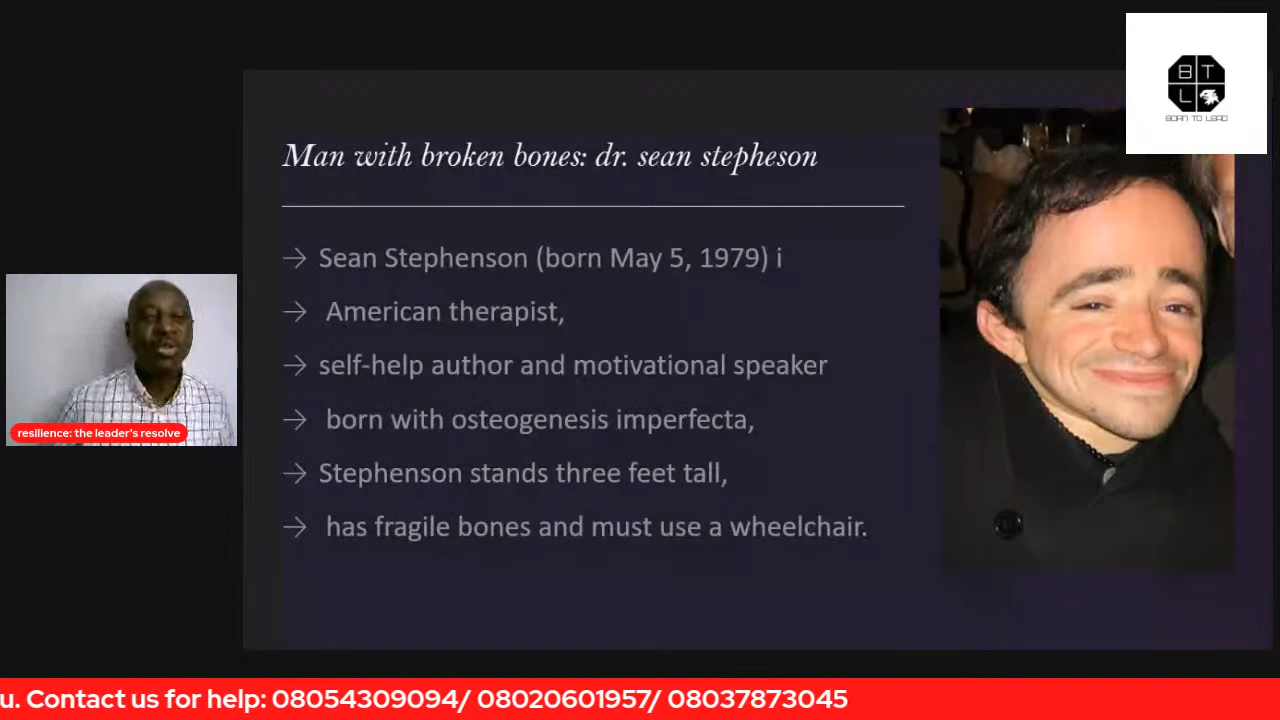 B T
L
BORN TO LEAD
Man with broken bones: dr. sean stepheson
→ Sean Stephenson (born May 5, 1979) i
→ American therapist,
→ self-help author and motivational speaker
→ born with osteogenesis imperfecta,
→ Stephenson stands three feet tall,
→ has fragile bones and must use a wheelchair.
resilience: the leader's resolve
u. Contact us for help: 08054309094/ 08020601957/ 08037873045